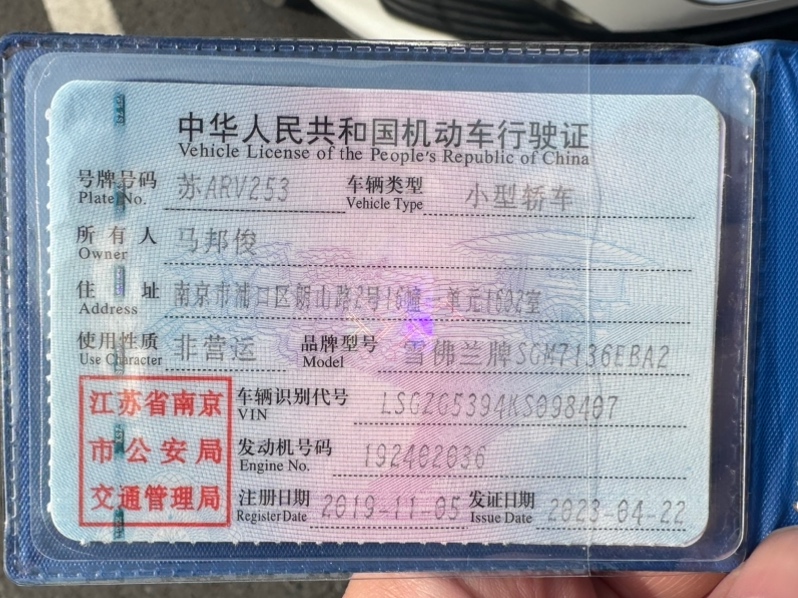 中华人民共和国机动车行驶证
Vehicle License of the People's Republic of China
号牌号码 苏ARV253 车辆类型 小型轿车
Plate No. Vehicle Type
所有人 马邦俊
Owner
住址 南京市浦口区朗山路2号16幢一单元1602室
Address
使用性质 非营运 品牌型号 雪佛兰牌SGM7136EBA2
Use Character Model
江苏省南京 车辆识别代号 LSGZG5394KS098407
VIN
市公安局 发动机号码 192402036
Engine No.
交通管理局 注册日期 2019-11-05 发证日期 2023-04-22
Register Date Issue Date